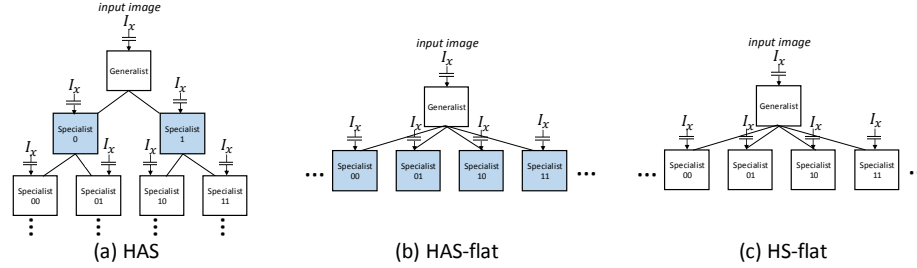 input image
I_x
Generalist
I_x
I_x
Specialist
0
Specialist
1
I_x
I_x
I_x
I_x
Specialist
00
Specialist
01
Specialist
10
Specialist
11
(a) HAS
input image
I_x
Generalist
I_x
I_x
I_x
I_x
Specialist
00
Specialist
01
Specialist
10
Specialist
11
(b) HAS-flat
input image
I_x
Generalist
I_x
I_x
I_x
I_x
Specialist
00
Specialist
01
Specialist
10
Specialist
11
(c) HS-flat